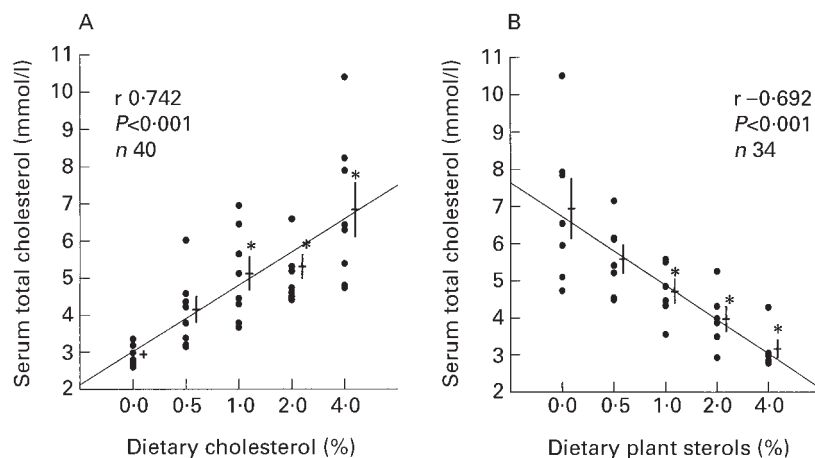 A
Serum total cholesterol (mmol/l)
11
10
9
8
7
6
5
4
3
2
r 0·742
P<0·001
n 40
*
*
*
0·0 0·5 1·0 2·0 4·0
Dietary cholesterol (%)
B
Serum total cholesterol (mmol/l)
11
10
9
8
7
6
5
4
3
2
r −0·692
P<0·001
n 34
*
*
*
0·0 0·5 1·0 2·0 4·0
Dietary plant sterols (%)